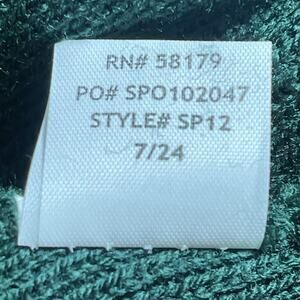 RN# 58179
PO# SPO102047
STYLE# SP12
7/24